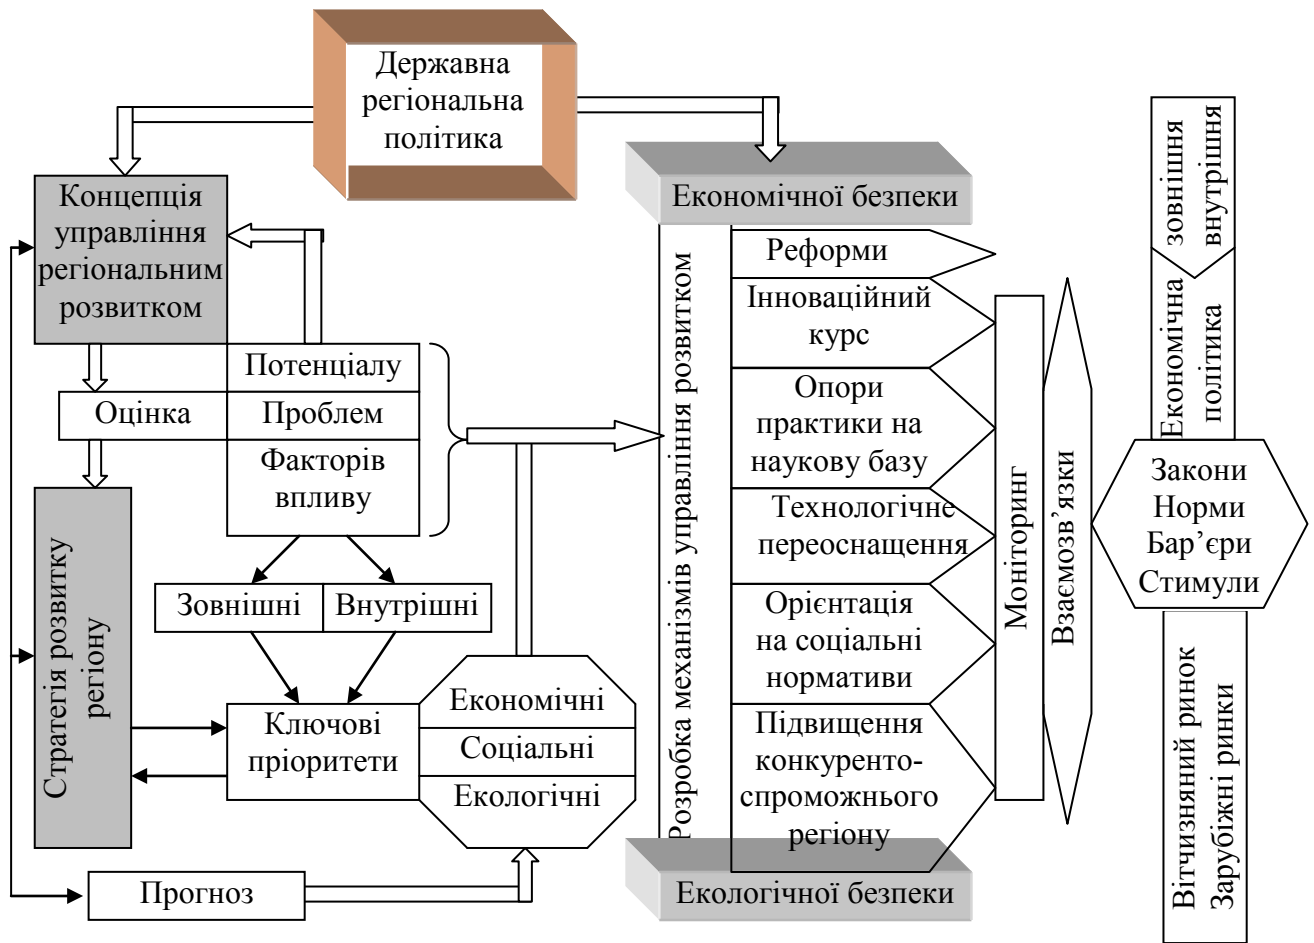 Державна
регіональна
політика
Концепція
управління
регіональним
розвитком
Потенціалу
Оцінка
Проблем
Факторів
впливу
Зовнішні
Внутрішні
Стратегія розвитку
регіону
Ключові
пріоритети
Економічні
Соціальні
Екологічні
Прогноз
Економічної безпеки
Розробка механізмів управління розвитком
Реформи
Інноваційний
курс
Опори
практики на
наукову базу
Технологічне
переоснащення
Орієнтація
на соціальні
нормативи
Підвищення
конкуренто-
спроможнього
регіону
Екологічної безпеки
Моніторинг
Взаємозв’язки
зовнішня
внутрішня
Економічна
політика
Закони
Норми
Бар’єри
Стимули
Вітчизняний ринок
Зарубіжні ринки